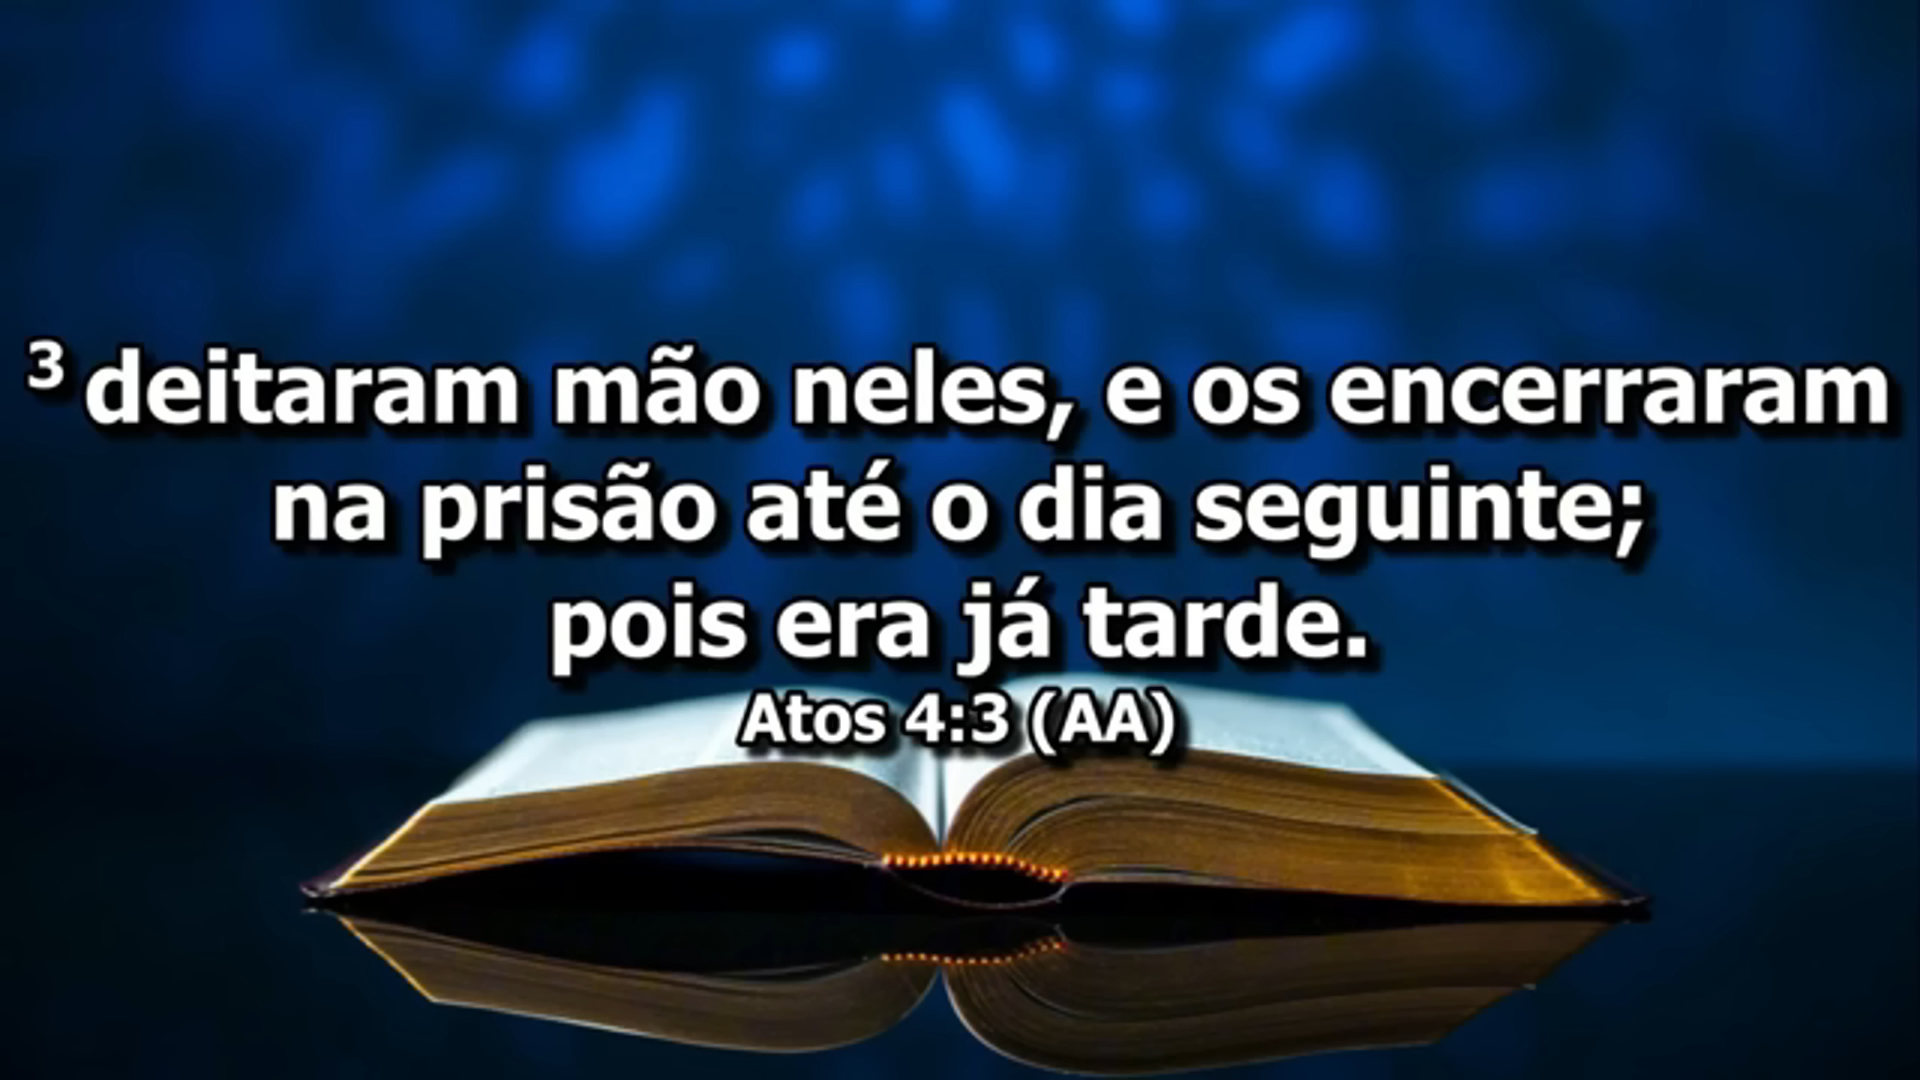 3 deitaram mão neles, e os encerraram
na prisão até o dia seguinte;
pois era já tarde.
Atos 4:3 (AA)